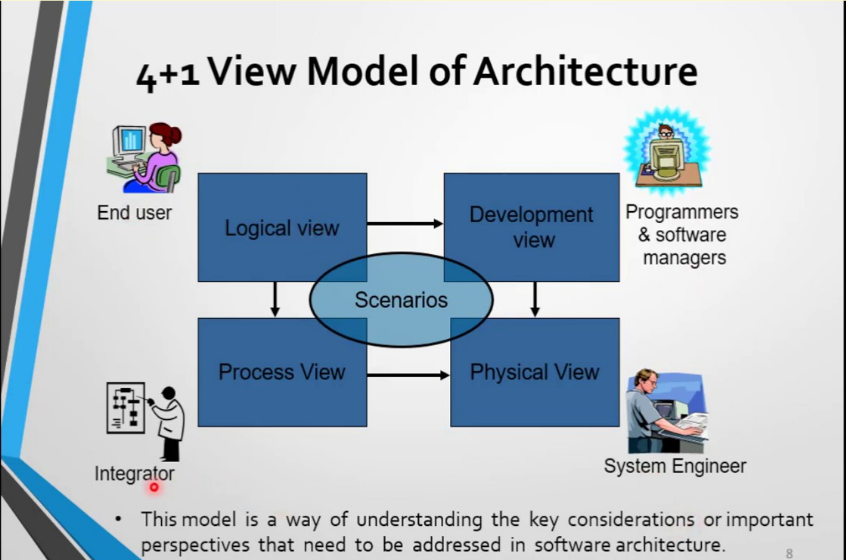 4+1 View Model of Architecture
End user
Logical view
Development
view
Programmers
& software
managers
Scenarios
Process View
Physical View
Integrator
System Engineer
• This model is a way of understanding the key considerations or important
perspectives that need to be addressed in software architecture.
8